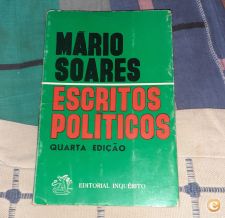 MÁRIO
SOARES
ESCRITOS
POLÍTICOS
QUARTA EDIÇÃO
EDITORIAL INQUÉRITO